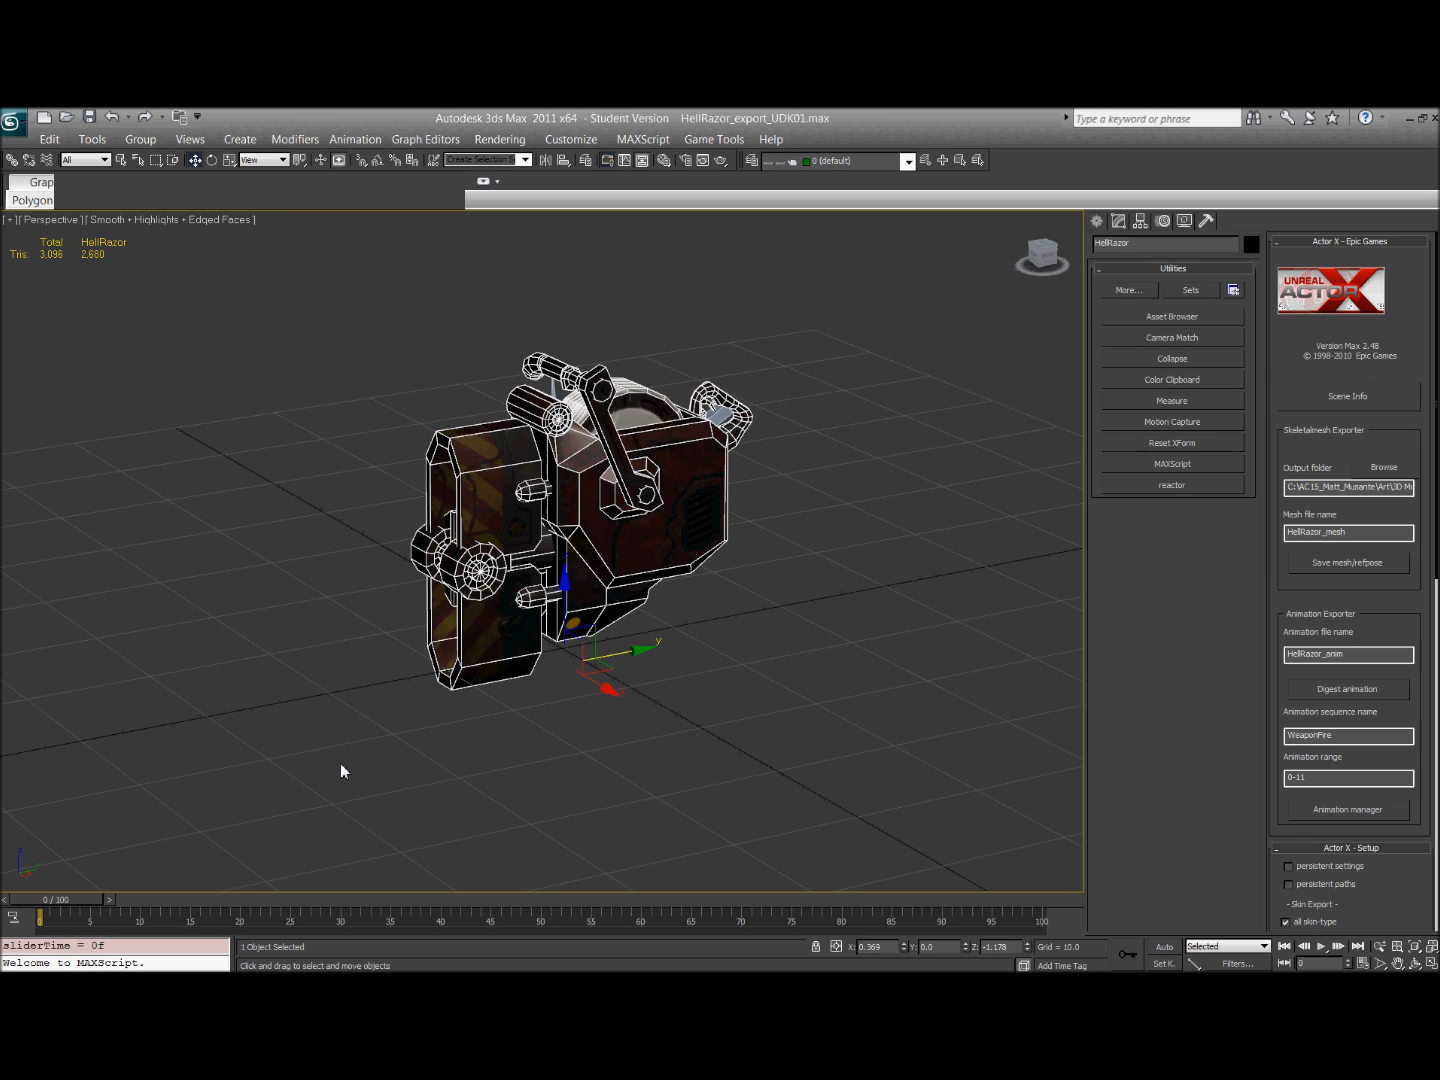 Autodesk 3ds Max 2011 x64 - Student Version HellRazor_export_UDK01.max
Type a keyword or phrase
Edit Tools Group Views Create Modifiers Animation Graph Editors Rendering Customize MAXScript Game Tools Help
All
View
Create Selection S
0 (default)
Grap
Polygon
[ + ][ Perspective ][ Smooth + Highlights + Edged Faces ]
Total HellRazor
Tris: 3,096 2,680
HellRazor
Utilities
More... Sets
Asset Browser
Camera Match
Collapse
Color Clipboard
Measure
Motion Capture
Reset XForm
MAXScript
reactor
Actor X - Epic Games
UNREAL
ACTOR X
Version Max 2.48
© 1998-2010 Epic Games
Scene Info
Skeletalmesh Exporter
Output folder Browse
C:\AC15_Matt_Musante\Art\3D M
Mesh file name
HellRazor_mesh
Save mesh/refpose
Animation Exporter
Animation file name
HellRazor_anim
Digest animation
Animation sequence name
WeaponFire
Animation range
0-11
Animation manager
Actor X - Setup
persistent settings
persistent paths
- Skin Export -
all skin-type
y
z
< 0 / 100 >
0 5 10 15 20 25 30 35 40 45 50 55 60 65 70 75 80 85 90 95 100
sliderTime = 0f
Welcome to MAXScript.
1 Object Selected
Click and drag to select and move objects
X: 0.369 Y: 0.0 Z: -1.178 Grid = 10.0
Add Time Tag
Auto Selected
Set K. Filters...
0